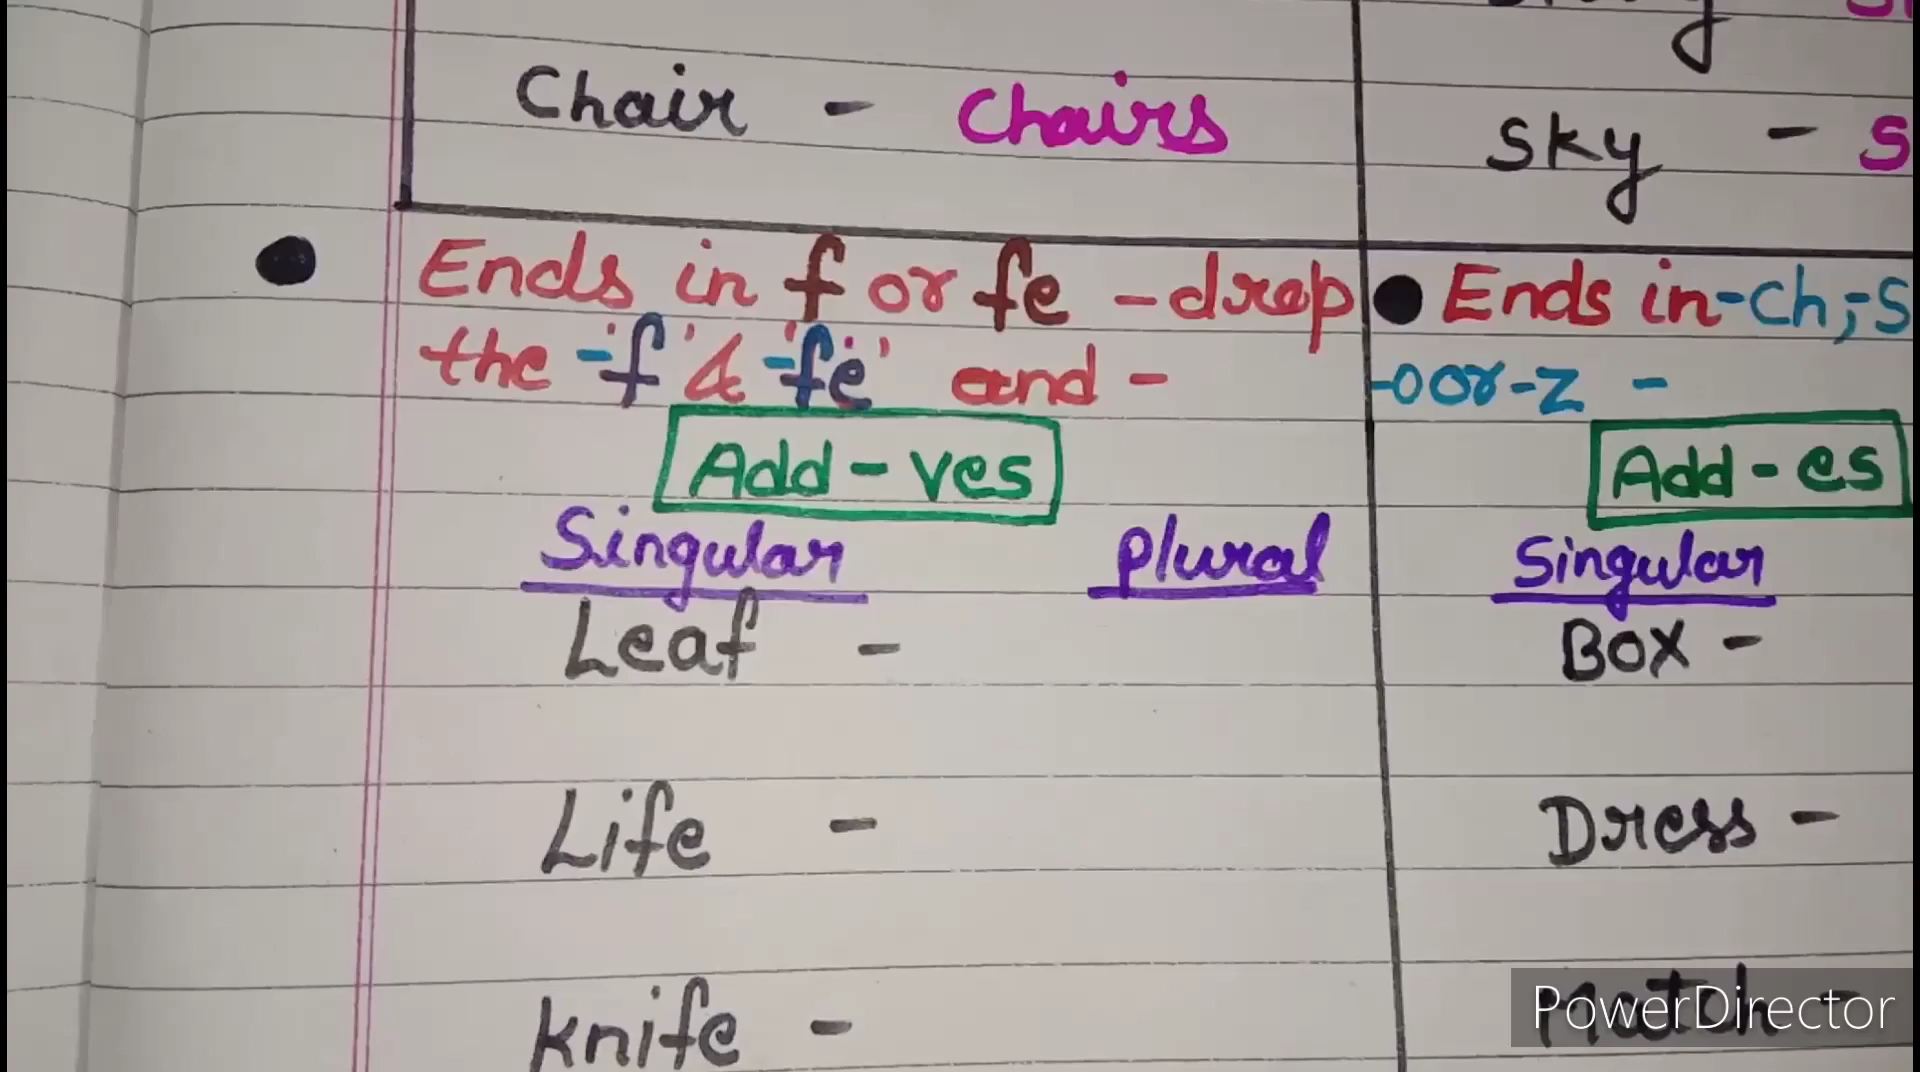 Chair - Chairs
Sky - S
Ends in f or fe - drop
the -'f' & '-fe' and -
Add - ves
Singular Plural
Leaf -
Life -
Knife -
Ends in -ch, -S
-o or -z -
Add - es
Singular
Box -
Dress -
Match -
PowerDirector